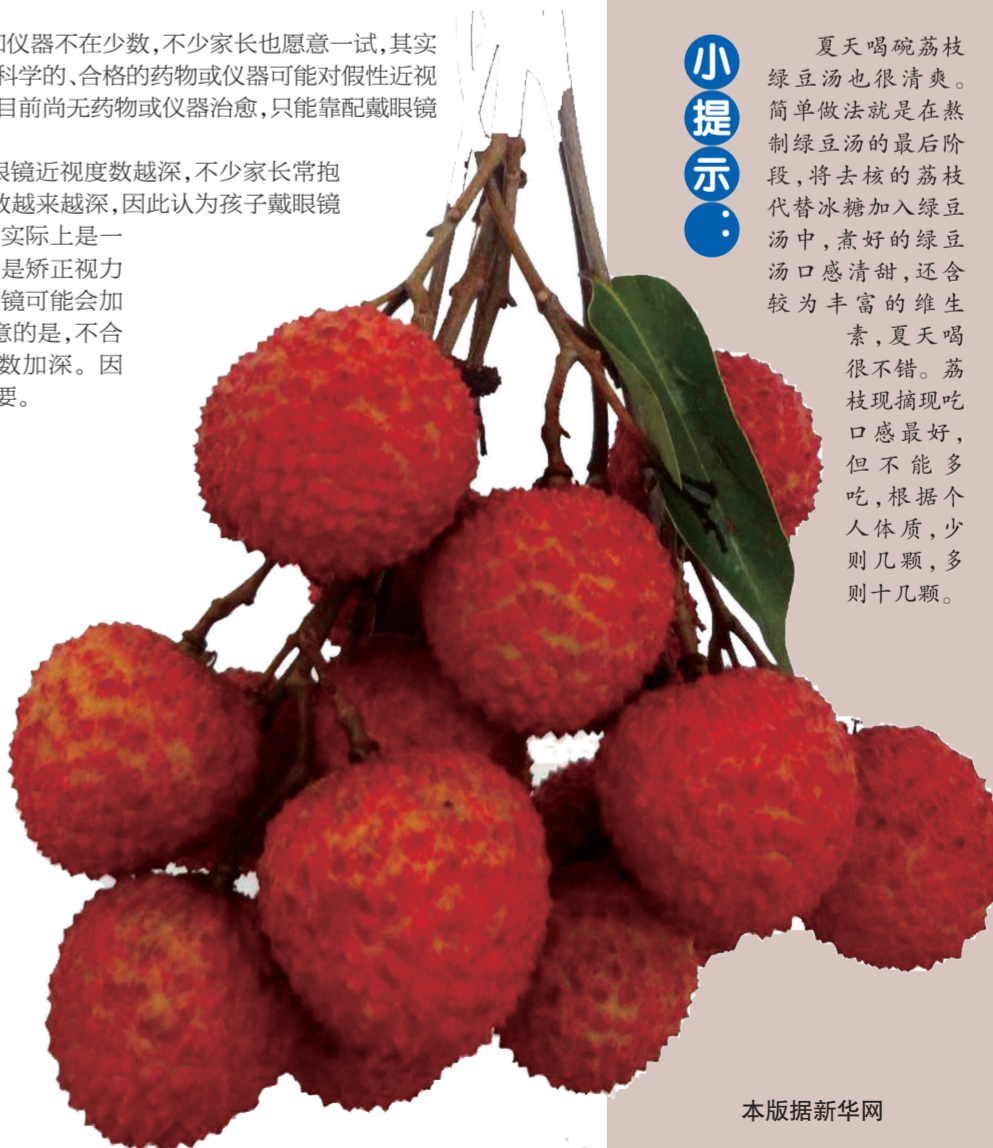 和仪器不在少数,不少家长也愿意一试,其实
科学的、合格的药物或仪器可能对假性近视
目前尚无药物或仪器治愈,只能靠配戴眼镜
眼镜近视度数越深,不少家长常抱
数越来越深,因此认为孩子戴眼镜
实际上是一
是矫正视力
镜可能会加
意的是,不合
数加深。因
要。
小提示:
夏天喝碗荔枝
绿豆汤也很清爽。
简单做法就是在熬
制绿豆汤的最后阶
段,将去核的荔枝
代替冰糖加入绿豆
汤中,煮好的绿豆
汤口感清甜,还含
较为丰富的维生
素,夏天喝
很不错。荔
枝现摘现吃
口感最好,
但不能多
吃,根据个
人体质,少
则几颗,多
则十几颗。
本版据新华网